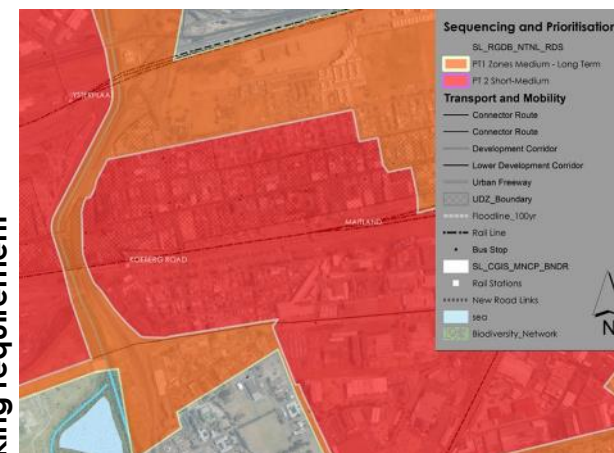 king requirement
YSTERPLAAT
MAITLAND
KOEBERG ROAD
Sequencing and Prioritisation
SL_RGDB_NTNL_RDS
PT1 Zones Medium - Long Term
PT 2 Short-Medium
Transport and Mobility
Connector Route
Connector Route
Development Corridor
Lower Development Corridor
Urban Freeway
UDZ_Boundary
Floodline_100yr
Rail Line
Bus Stop
SL_CGIS_MNCP_BNDR
Rail Stations
New Road Links
sea
Biodiversity_Network
N